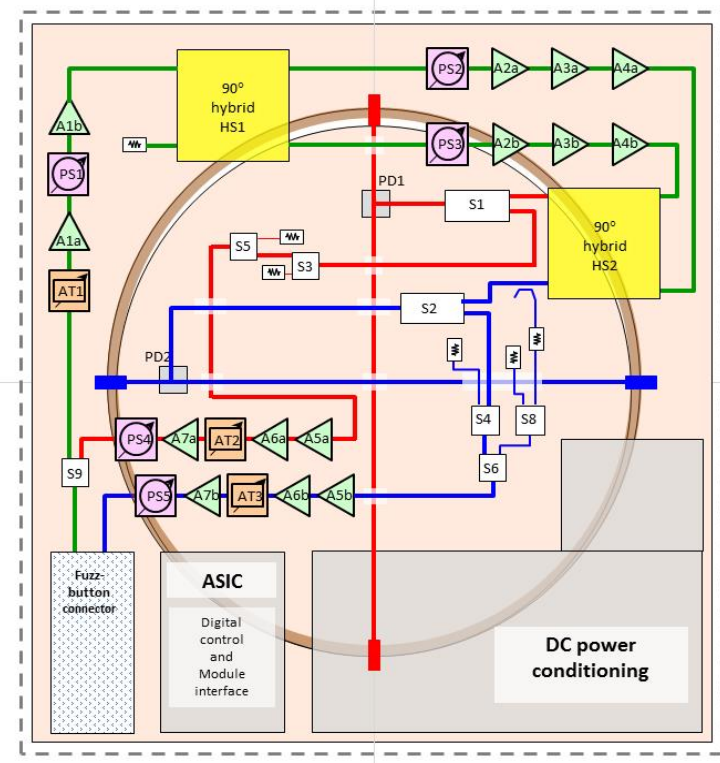 PS2
A2a
A3a
A4a
90°
hybrid
HS1
A1b
PS3
A2b
A3b
A4b
PS1
PD1
S1
90°
hybrid
HS2
A1a
S5
S3
AT1
S2
PD2
S4
S8
PS4
A7a
AT2
A6a
A5a
S9
S6
PS5
A7b
AT3
A6b
A5b
Fuzz-
button
connector
ASIC
Digital
control
and
Module
interface
DC power
conditioning